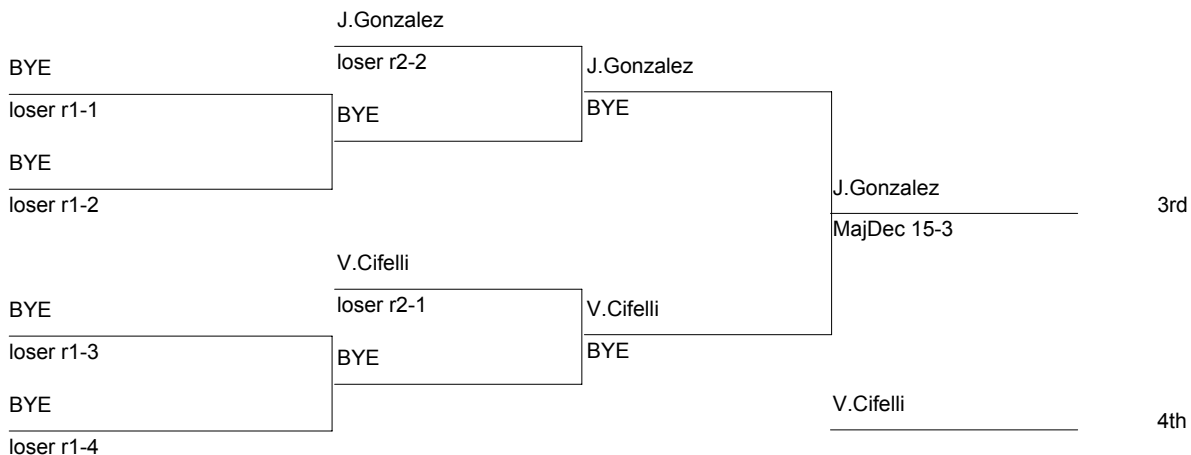 J.Gonzalez
BYE
loser r2-2
J.Gonzalez
loser r1-1
BYE
BYE
BYE
loser r1-2
J.Gonzalez
3rd
MajDec 15-3
V.Cifelli
BYE
loser r2-1
V.Cifelli
loser r1-3
BYE
BYE
BYE
V.Cifelli
4th
loser r1-4